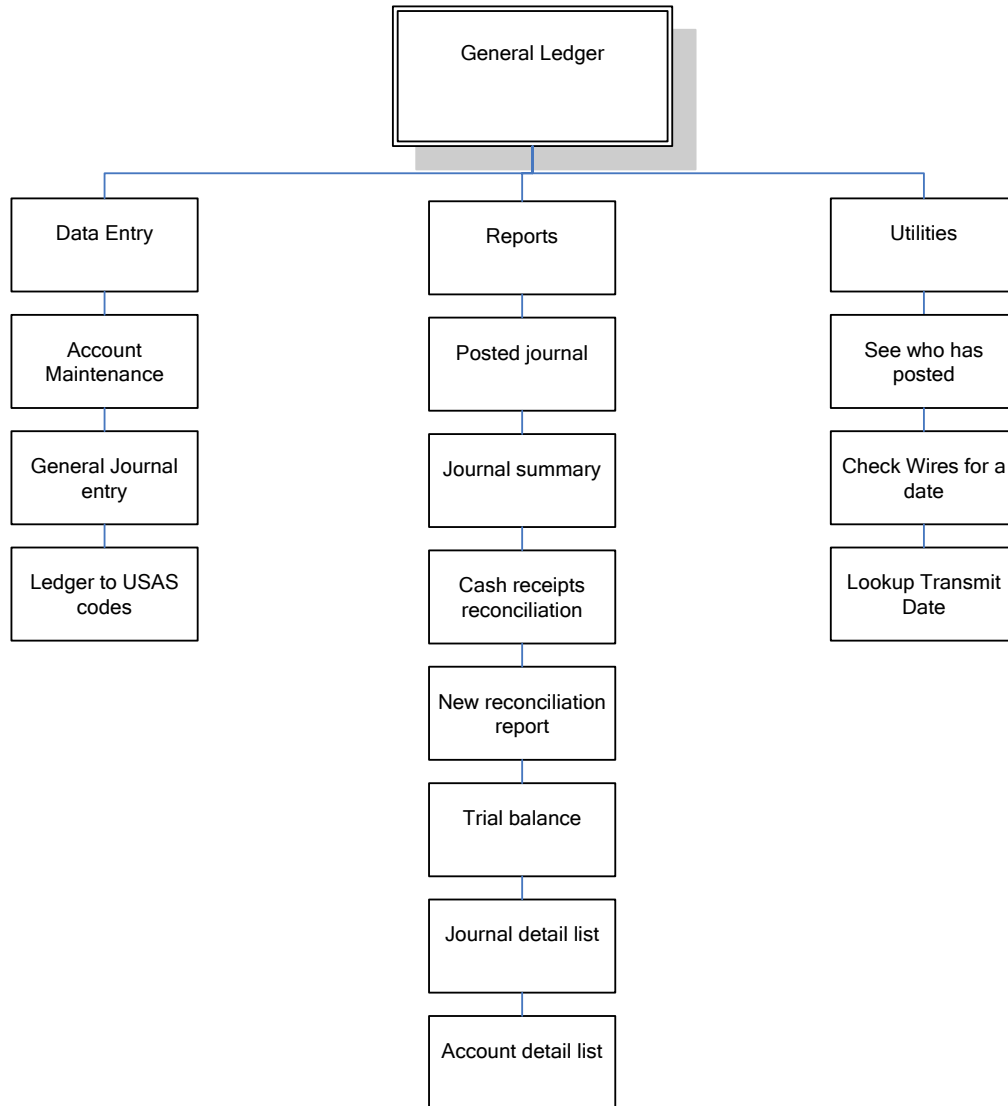 General Ledger
Data Entry
Reports
Utilities
Account
Maintenance
Posted journal
See who has
posted
General Journal
entry
Journal summary
Check Wires for a
date
Ledger to USAS
codes
Cash receipts
reconciliation
Lookup Transmit
Date
New reconciliation
report
Trial balance
Journal detail list
Account detail list